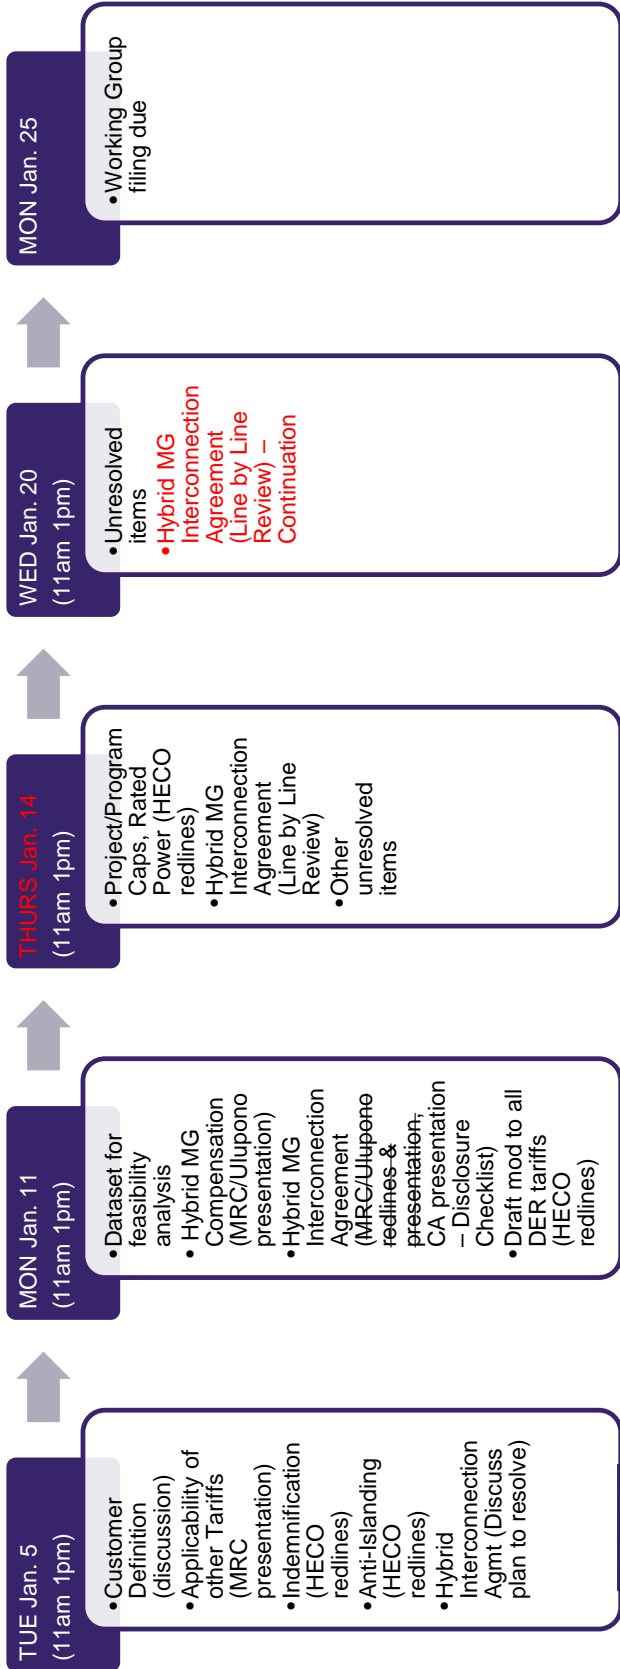 TUE Jan. 5
(11am 1pm)
•Customer
Definition
(discussion)
•Applicability of
other Tariffs
(MRC
presentation)
•Indemnification
(HECO
redlines)
•Anti-Islanding
(HECO
redlines)
•Hybrid
Interconnection
Agmt (Discuss
plan to resolve)
MON Jan. 11
(11am 1pm)
•Dataset for
feasibility
analysis
• Hybrid MG
Compensation
(MRC/Ulupono
presentation)
•Hybrid MG
Interconnection
Agreement
(MRC/Ulupono
redlines &
presentation,
CA presentation
– Disclosure
Checklist)
•Draft mod to all
DER tariffs
(HECO
redlines)
THURS Jan. 14
(11am 1pm)
•Project/Program
Caps, Rated
Power (HECO
redlines)
•Hybrid MG
Interconnection
Agreement
(Line by Line
Review)
•Other
unresolved
items
WED Jan. 20
(11am 1pm)
•Unresolved
items
•Hybrid MG
Interconnection
Agreement
(Line by Line
Review) –
Continuation
MON Jan. 25
•Working Group
filing due